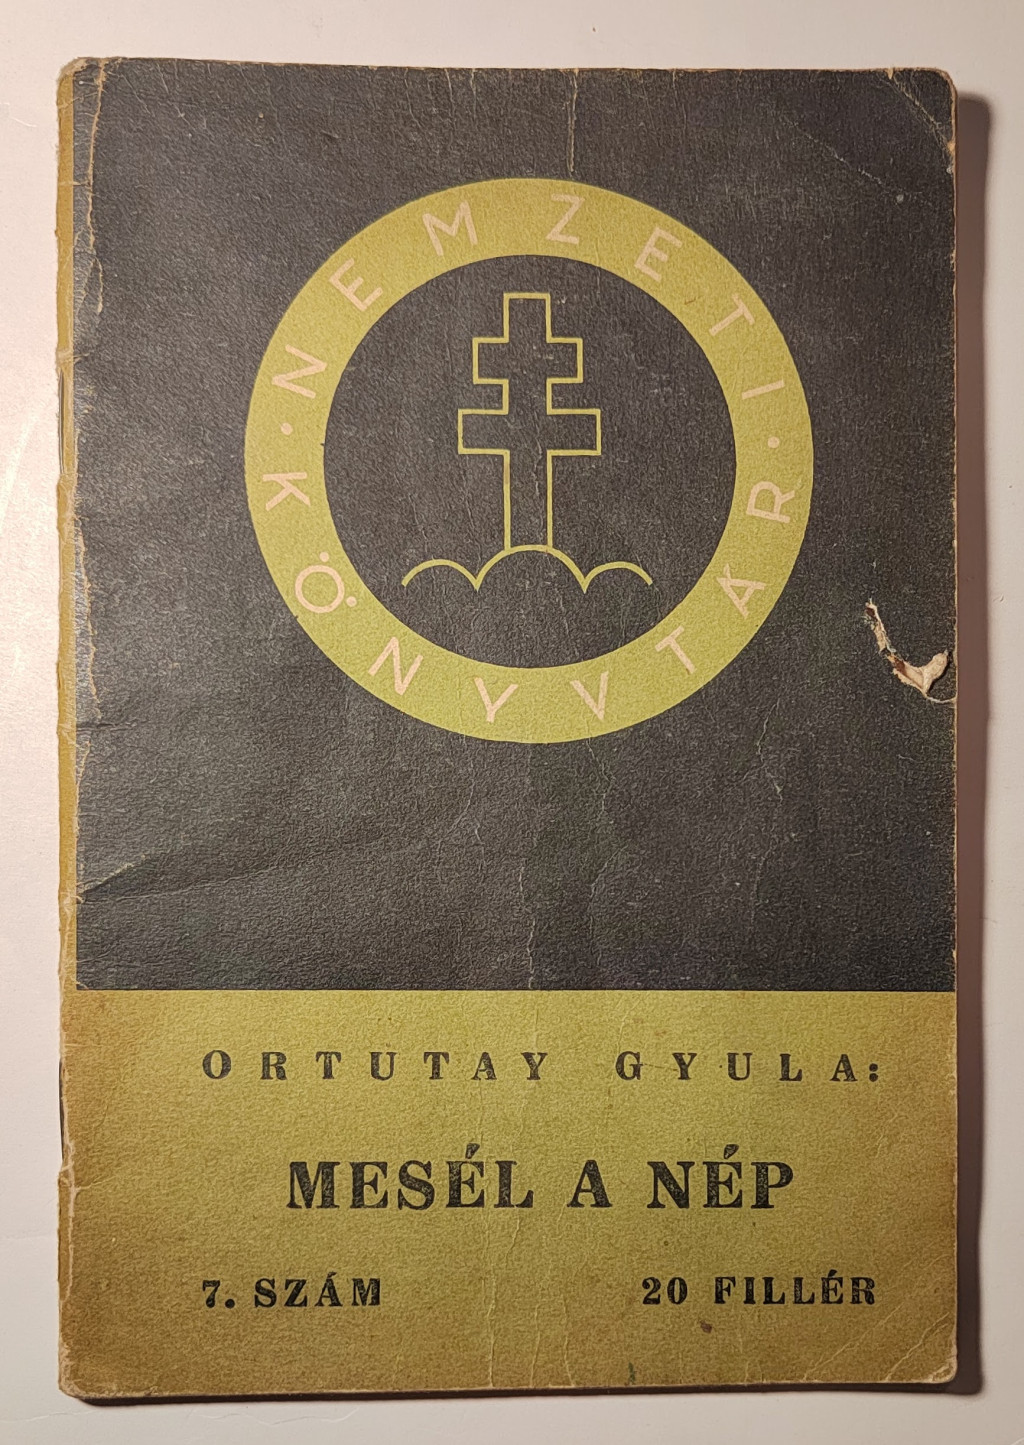 NEMZETI
KÖNYVTÁR
ORTUTAY GYULA:
MESÉL A NÉP
7. SZÁM
20 FILLÉR